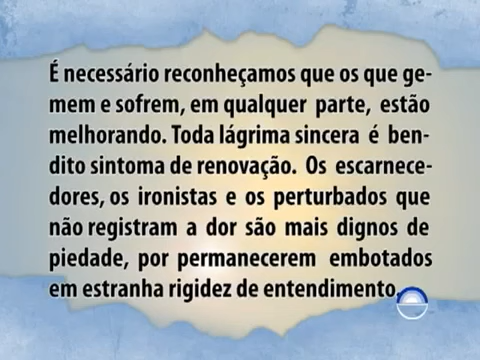 É necessário reconheçamos que os que ge-
mem e sofrem, em qualquer parte, estão
melhorando. Toda lágrima sincera é ben-
dito sintoma de renovação. Os escarnece-
dores, os ironistas e os perturbados que
não registram a dor são mais dignos de
piedade, por permanecerem embotados
em estranha rigidez de entendimento.